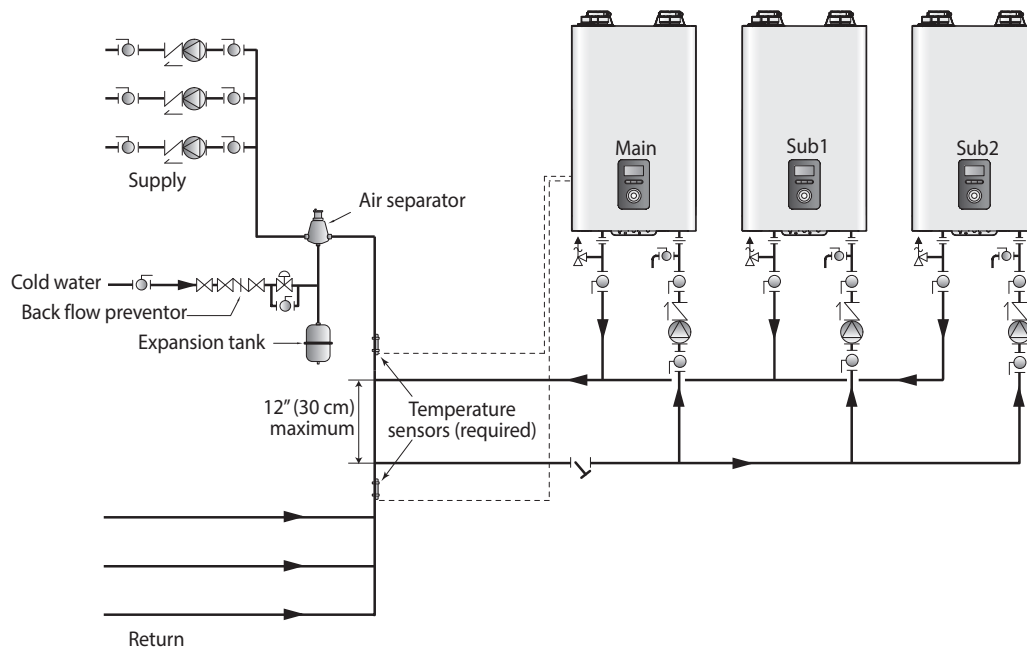 Main
Sub1
Sub2
Supply
Air separator
Cold water
Back flow preventor
Expansion tank
12” (30 cm)
maximum
Temperature
sensors (required)
Return